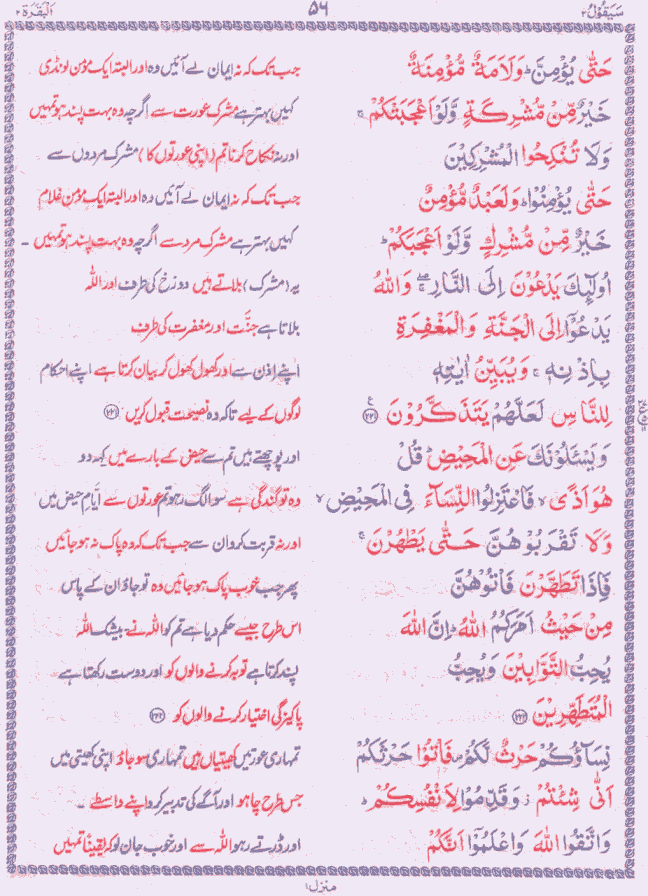 سَيَقُولُ ٢ ٥٦ اَلْبَقَرَة ٢
حَتّٰى يُؤْمِنَّ ؕ وَلَاَمَةٌ مُّؤْمِنَةٌ جب تک کہ نہ ایمان لے آئیں وہ اور البتہ ایک مؤمن لونڈی
خَيْرٌ مِّنْ مُّشْرِكَةٍ وَّلَوْ اَعْجَبَتْكُمْ ۚ کہیں بہتر ہے مشرک عورت سے اگرچہ وہ بہت پسند ہو تمہیں
وَلَا تُنْكِحُوا الْمُشْرِكِيْنَ اور نہ نکاح کرنا تم (اپنی عورتوں کا) مشرک مردوں سے
حَتّٰى يُؤْمِنُوْا ؕ وَلَعَبْدٌ مُّؤْمِنٌ جب تک کہ نہ ایمان لے آئیں وہ اور البتہ ایک مؤمن غلام
خَيْرٌ مِّنْ مُّشْرِكٍ وَّلَوْ اَعْجَبَكُمْ ؕ کہیں بہتر ہے مشرک مرد سے اگرچہ وہ بہت پسند ہو تمہیں ۔
اُولٰٓئِكَ يَدْعُوْنَ اِلَى النَّارِ ۖۚ وَاللّٰهُ یہ (مشرک) بلاتے ہیں دوزخ کی طرف اور اللہ
يَدْعُوْٓا اِلَى الْجَنَّةِ وَالْمَغْفِرَةِ بلاتا ہے جنّت اور مغفرت کی طرف
بِاِذْنِهٖ ۚ وَيُبَيِّنُ اٰيٰتِهٖ اپنے اِذن سے اور کھول کھول کر بیان کرتا ہے اپنے احکام
لِلنَّاسِ لَعَلَّهُمْ يَتَذَكَّرُوْنَ ۝٢٢١ ع لوگوں کے لیے تاکہ وہ نصیحت قبول کریں ۝٢٢١
وَيَسْـَٔلُوْنَكَ عَنِ الْمَحِيْضِ ؕ قُلْ اور پوچھتے ہیں تم سے حیض کے بارے میں کہہ دو
هُوَ اَذًى ۙ فَاعْتَزِلُوا النِّسَآءَ فِى الْمَحِيْضِ ۙ وہ تو گندگی ہے سو الگ رہو تم عورتوں سے ایّامِ حیض میں
وَلَا تَقْرَبُوْهُنَّ حَتّٰى يَطْهُرْنَ ۚ اور نہ قربت کرو ان سے جب تک کہ وہ پاک نہ ہو جائیں
فَاِذَا تَطَهَّرْنَ فَاْتُوْهُنَّ پھر جب خوب پاک ہو جائیں وہ تو جاؤ ان کے پاس
مِنْ حَيْثُ اَمَرَكُمُ اللّٰهُ ؕ اِنَّ اللّٰهَ اس طرح جیسے حکم دیا ہے تم کو اللہ نے بیشک اللہ
يُحِبُّ التَّوَّابِيْنَ وَيُحِبُّ پسند کرتا ہے توبہ کرنے والوں کو اور دوست رکھتا ہے
الْمُتَطَهِّرِيْنَ ۝٢٢٢ پاکیزگی اختیار کرنے والوں کو ۝٢٢٢
نِسَآؤُكُمْ حَرْثٌ لَّكُمْ ۪ فَاْتُوْا حَرْثَكُمْ تمہاری عورتیں کھیتیاں ہیں تمہاری سو جاؤ اپنی کھیتی میں
اَنّٰى شِئْتُمْ ؗ وَقَدِّمُوْا لِاَنْفُسِكُمْ ؕ جس طرح چاہو اور آگے کی تدبیر کرو اپنے واسطے ۔
وَاتَّقُوا اللّٰهَ وَاعْلَمُوْٓا اَنَّكُمْ اور ڈرتے رہو اللہ سے اور خوب جان لو کہ یقیناً تمہیں
منزل ١